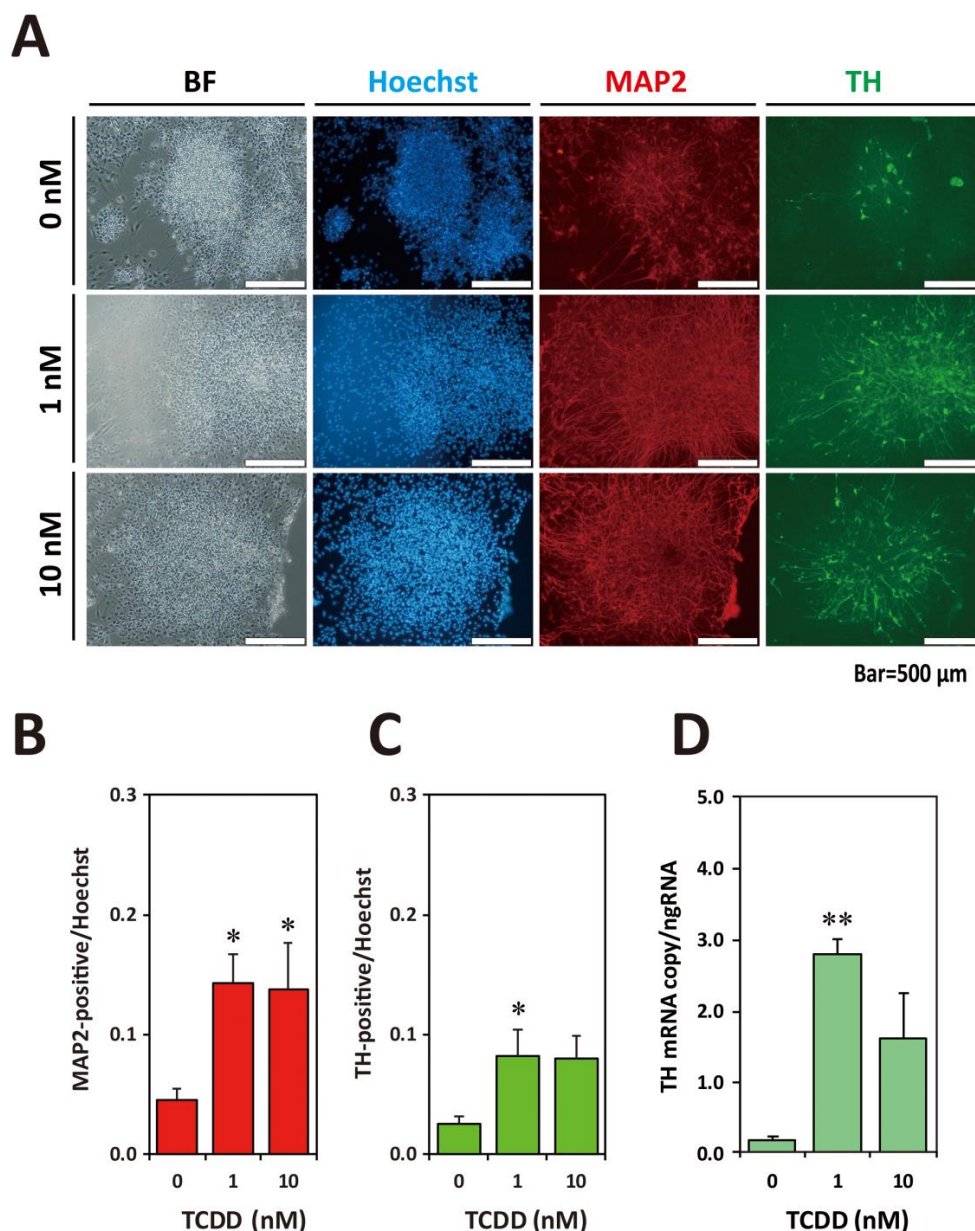 A
BF Hoechst MAP2 TH
0 nM
1 nM
10 nM
Bar=500 µm
B
0.3
0.2
0.1
0.0
MAP2-positive/Hoechst
* *
0 1 10
TCDD (nM)
C
0.3
0.2
0.1
0.0
TH-positive/Hoechst
*
0 1 10
TCDD (nM)
D
5.0
4.0
3.0
2.0
1.0
0.0
TH mRNA copy/ngRNA
**
0 1 10
TCDD (nM)